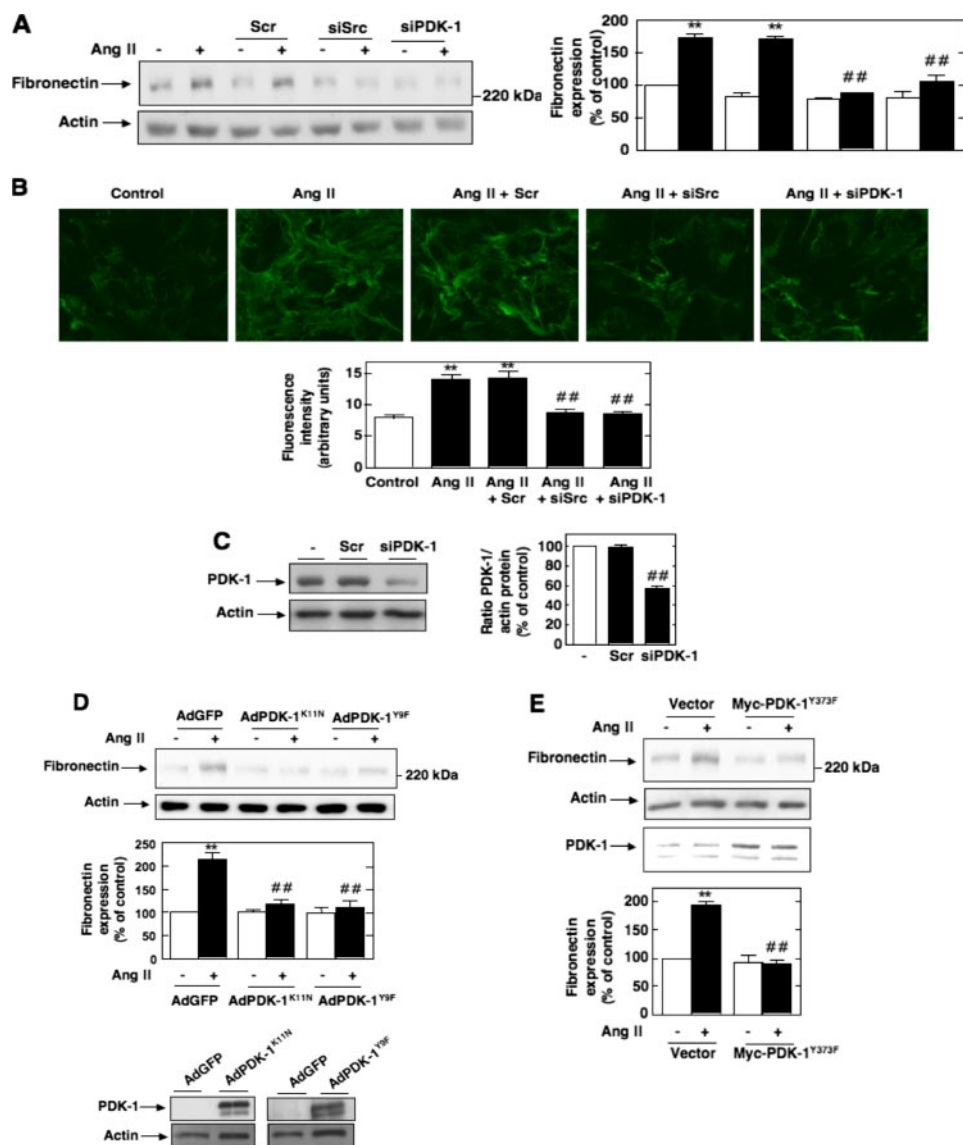 A
Scr siSrc siPDK-1
Ang II - + - + - + - +
Fibronectin
220 kDa
Actin
Fibronectin
expression
(% of control)
200
150
100
50
0
** ** ## ##
B
Control Ang II Ang II + Scr Ang II + siSrc Ang II + siPDK-1
Fluorescence
intensity
(arbitrary units)
15
10
5
0
** ** ## ##
Control Ang II Ang II Ang II Ang II
+ Scr + siSrc + siPDK-1
C
- Scr siPDK-1
PDK-1
Actin
Ratio PDK-1/
actin protein
(% of control)
100
80
60
40
20
0
##
- Scr siPDK-1
D
AdGFP AdPDK-1K11N AdPDK-1Y9F
Ang II - + - + - +
Fibronectin
220 kDa
Actin
Fibronectin
expression
(% of control)
250
200
150
100
50
0
** ## ##
Ang II - + - + - +
AdGFP AdPDK-1K11N AdPDK-1Y9F
AdGFP AdPDK-1K11N AdGFP AdPDK-1Y9F
PDK-1
Actin
E
Vector Myc-PDK-1Y373F
Ang II - + - +
Fibronectin
220 kDa
Actin
PDK-1
Fibronectin
expression
(% of control)
200
150
100
50
0
** ##
Ang II - + - +
Vector Myc-PDK-1Y373F